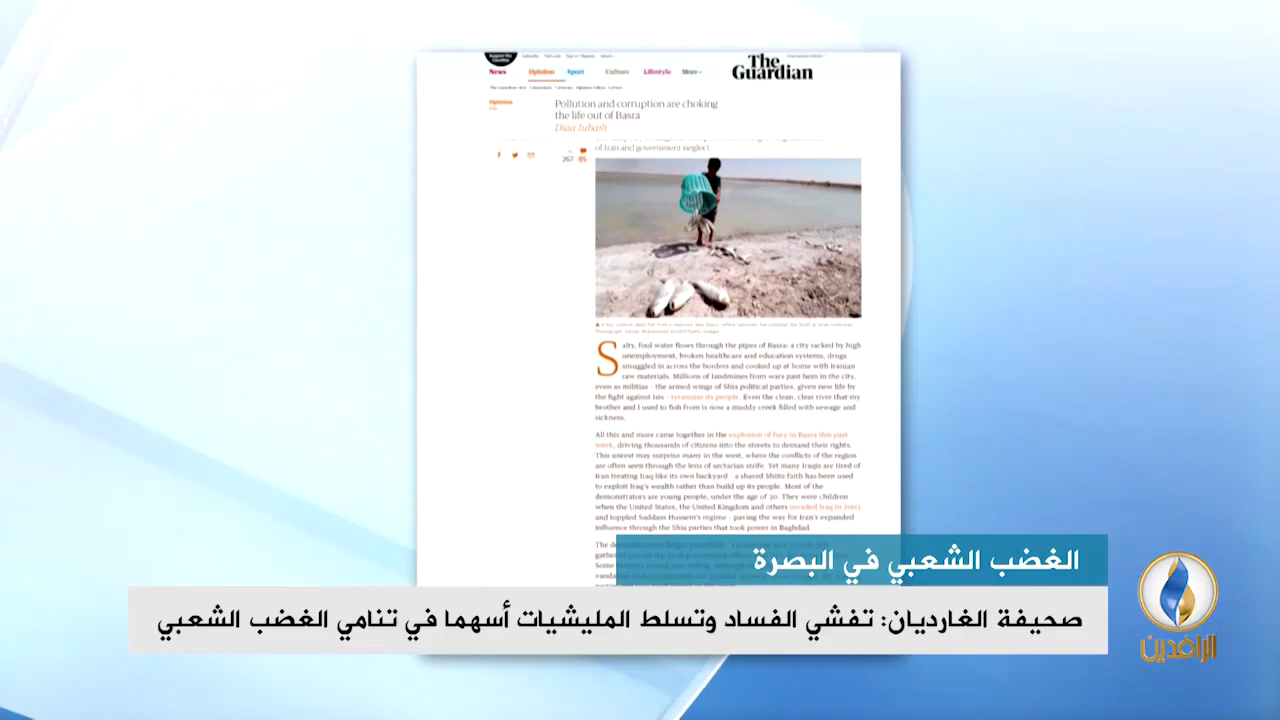 The Guardian
News Opinion Sport Culture Lifestyle More
Opinion
Pollution and corruption are choking
the life out of Basra
Diaa Jubaili
of Iran and government neglect
267 85
Salty, foul water flows through the pipes of Basra: a city racked by high
unemployment, broken healthcare and education systems, drugs
smuggled in across the borders and cooked up at home with Iranian
raw materials. Millions of landmines from wars past hem in the city,
even as militias - the armed wings of Shia political parties, given new life by
the fight against Isis - tyrannise its people. Even the clean, clear river that my
brother and I used to fish from is now a muddy creek filled with sewage and
sickness.
All this and more came together in the explosion of fury in Basra this past
week, driving thousands of citizens into the streets to demand their rights.
This unrest may surprise many in the west, where the conflicts of the region
are often seen through the lens of sectarian strife. Yet many Iraqis are tired of
Iran treating Iraq like its own backyard - a shared Shiite faith has been used
to exploit Iraq's wealth rather than build up its people. Most of the
demonstrators are young people, under the age of 30. They were children
when the United States, the United Kingdom and others invaded Iraq in 2003
and toppled Saddam Hussein's regime - paving the way for Iran's expanded
influence through the Shia parties that took power in Baghdad.
الغضب الشعبي في البصرة
صحيفة الغارديان: تفشي الفساد وتسلط المليشيات أسهما في تنامي الغضب الشعبي
الرافدين